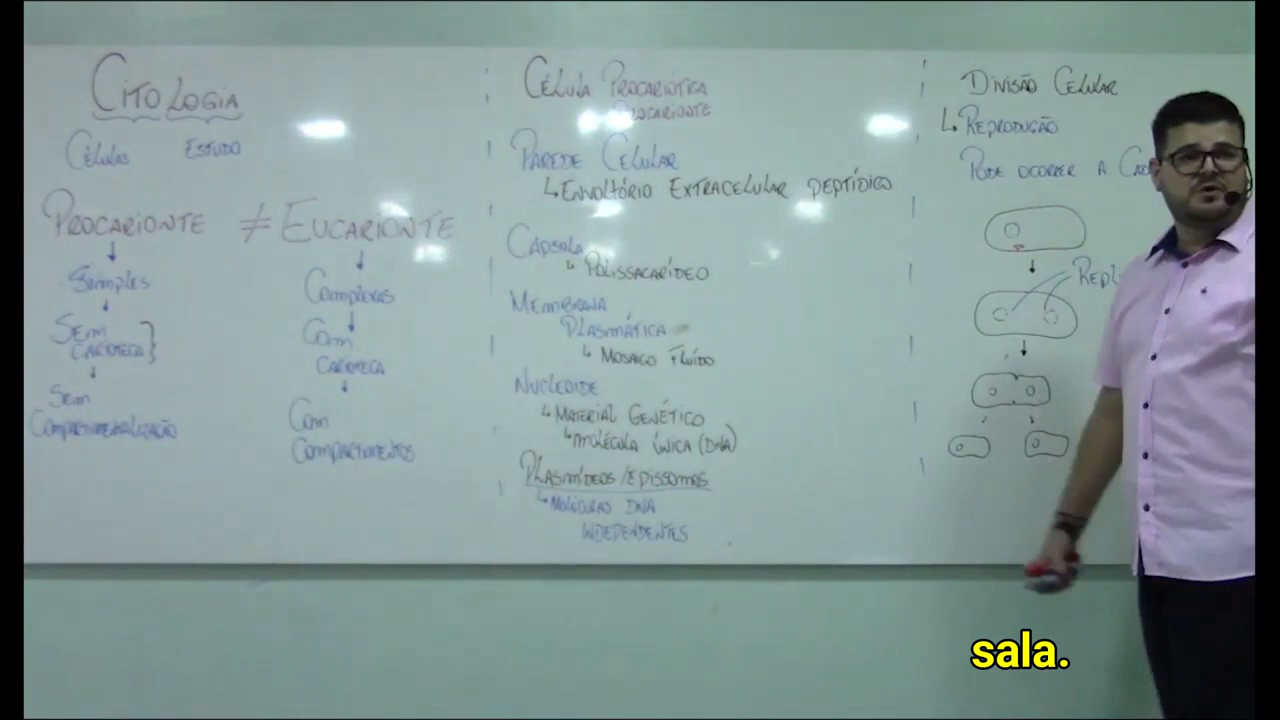 CITOLOGIA
CÉLULAS ESTUDO
PROCARIONTE ≠ EUCARIONTE
Simples
SEM
CARIOTECA
SEM
COMPARTIMENTALIZAÇÃO
Complexas
Com
CARIOTECA
Com
COMPARTIMENTOS
CÉLULA PROCARIÓTICA
PROCARIONTE
PAREDE CELULAR
↳ ENVOLTÓRIO EXTRACELULAR PEPTÍDICO
CÁPSULA
↳ POLISSACARÍDEO
MEMBRANA
PLASMÁTICA
↳ MOSAICO FLUÍDO
NUCLEOIDE
↳ MATERIAL GENÉTICO
↳ MOLÉCULA ÚNICA (DNA)
PLASMÍDEOS/EPISSOMOS
↳ MOLÉCULAS DNA
INDEPENDENTES
DIVISÃO CELULAR
↳ REPRODUÇÃO
PODE OCORRER A
sala.